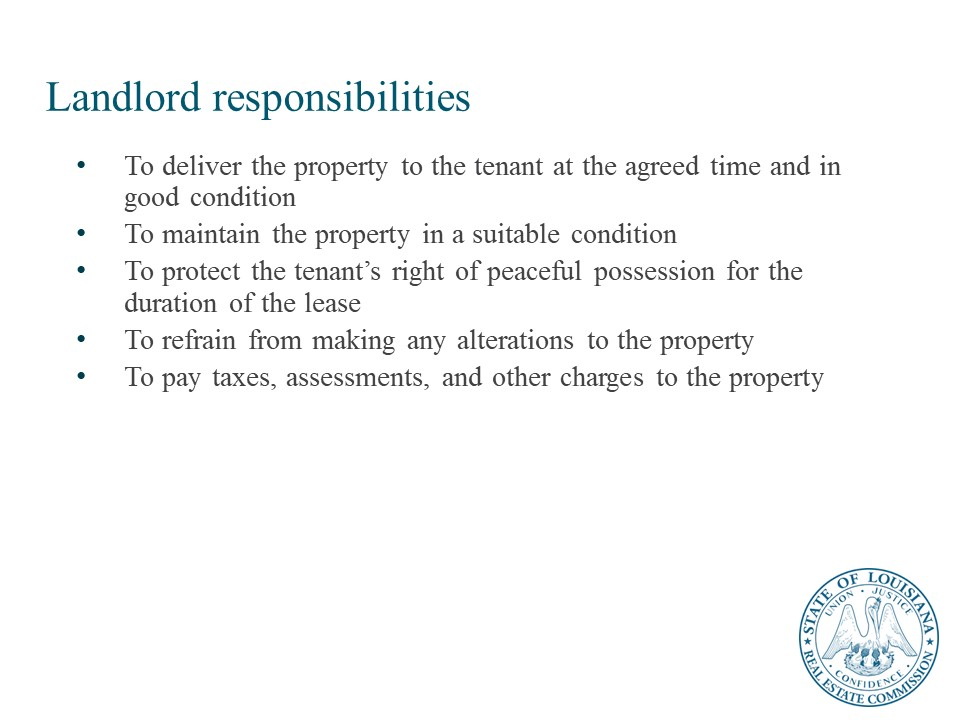 Landlord responsibilities
• To deliver the property to the tenant at the agreed time and in
good condition
• To maintain the property in a suitable condition
• To protect the tenant’s right of peaceful possession for the
duration of the lease
• To refrain from making any alterations to the property
• To pay taxes, assessments, and other charges to the property
STATE OF LOUISIANA
UNION · JUSTICE
CONFIDENCE
REAL ESTATE COMMISSION